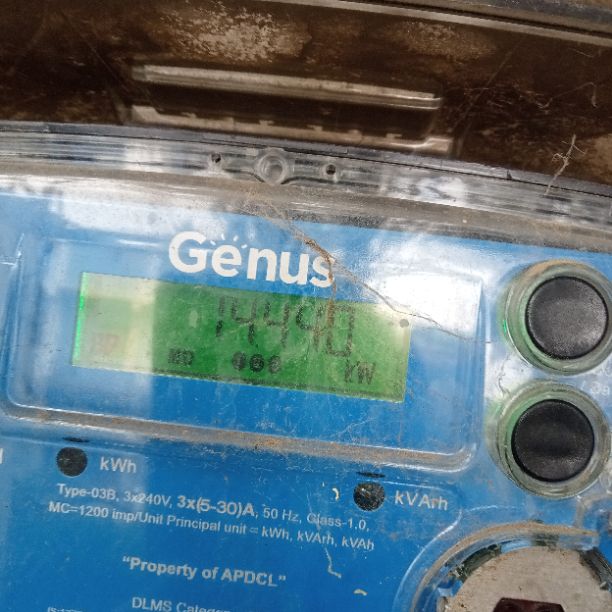 Genus
14.490
MD kW
kWh
kVArh
Type-03B, 3x240V, 3x(5-30)A, 50 Hz, Class-1.0,
MC=1200 imp/Unit Principal unit = kWh, kVArh, kVAh
"Property of APDCL"
DLMS